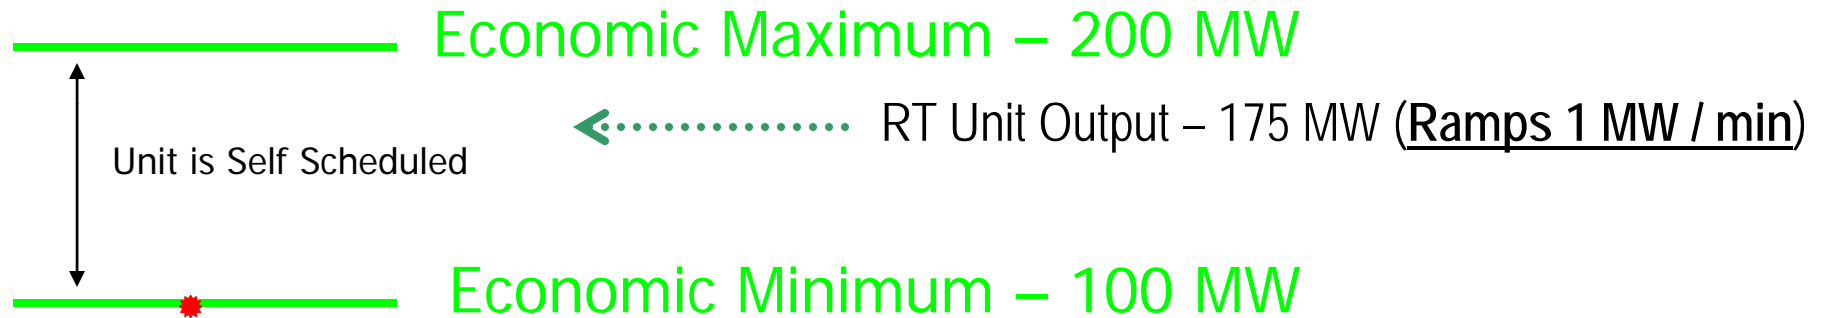 Economic Maximum – 200 MW
RT Unit Output – 175 MW (Ramps 1 MW / min)
Unit is Self Scheduled
Economic Minimum – 100 MW